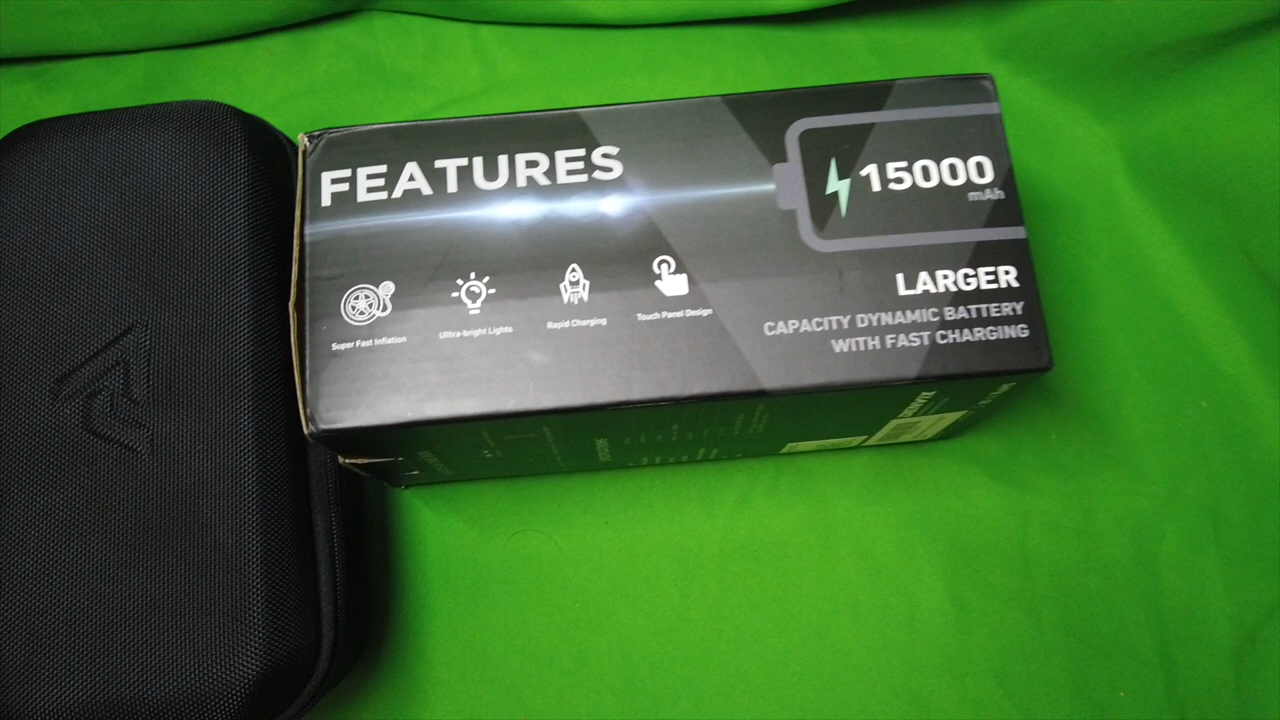 FEATURES
15000
mAh
Super Fast Inflation
Ultra-bright Lights
Rapid Charging
Touch Panel Design
LARGER
CAPACITY DYNAMIC BATTERY
WITH FAST CHARGING